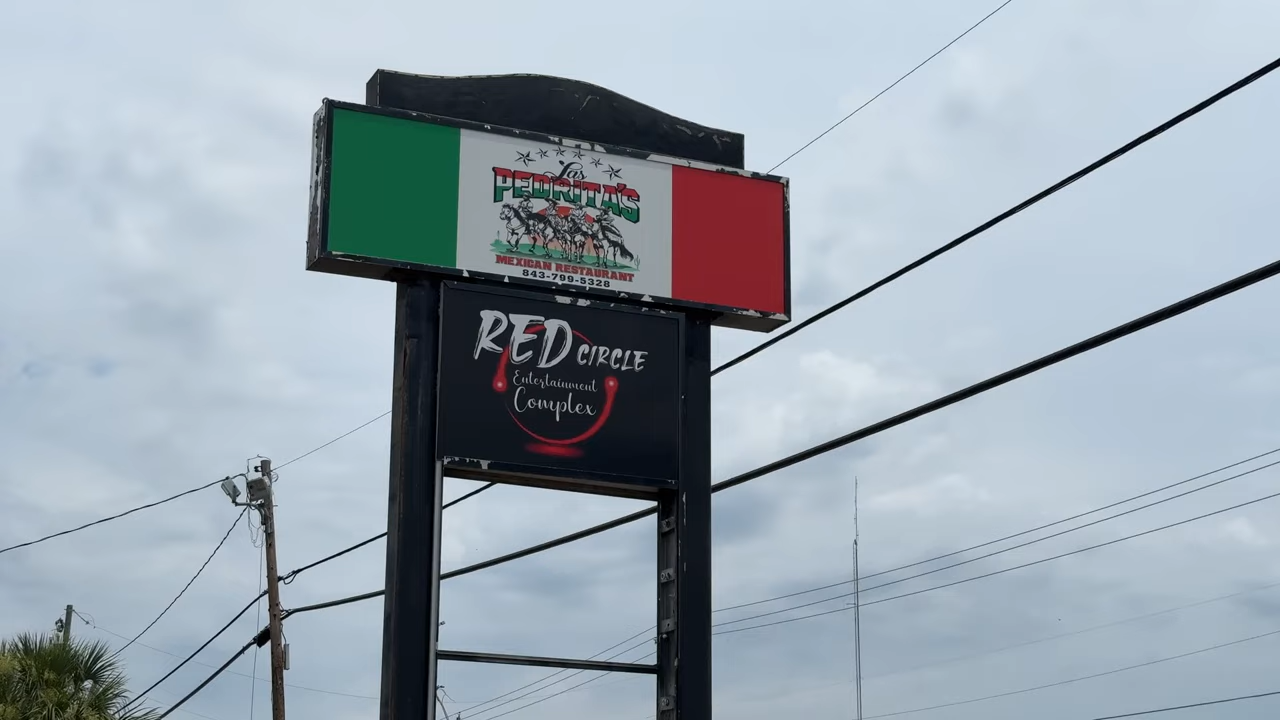 Las
PEDRITA'S
MEXICAN RESTAURANT
843-799-5328
RED CIRCLE
Entertainment
Complex